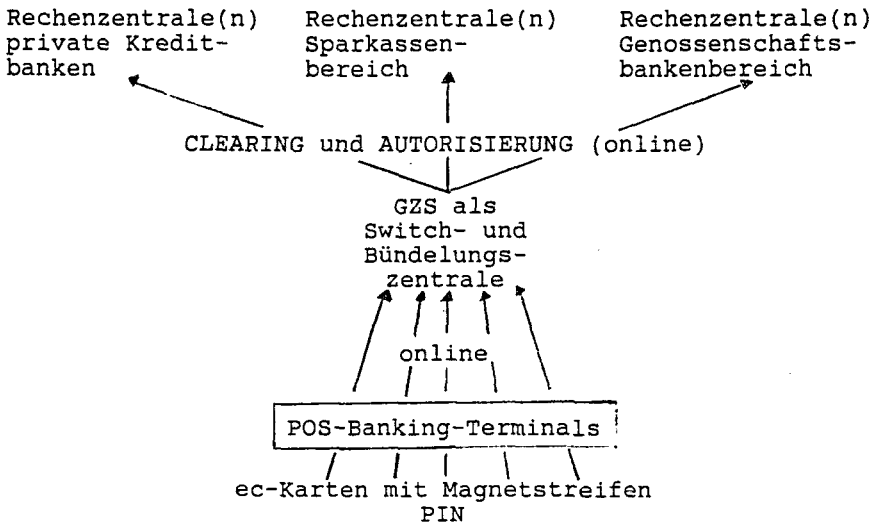 Rechenzentrale(n)
private Kredit-
banken
Rechenzentrale(n)
Sparkassen-
bereich
Rechenzentrale(n)
Genossenschafts-
bankenbereich
CLEARING und AUTORISIERUNG (online)
GZS als
Switch- und
Bündelungs-
zentrale
online
POS-Banking-Terminals
ec-Karten mit Magnetstreifen
PIN